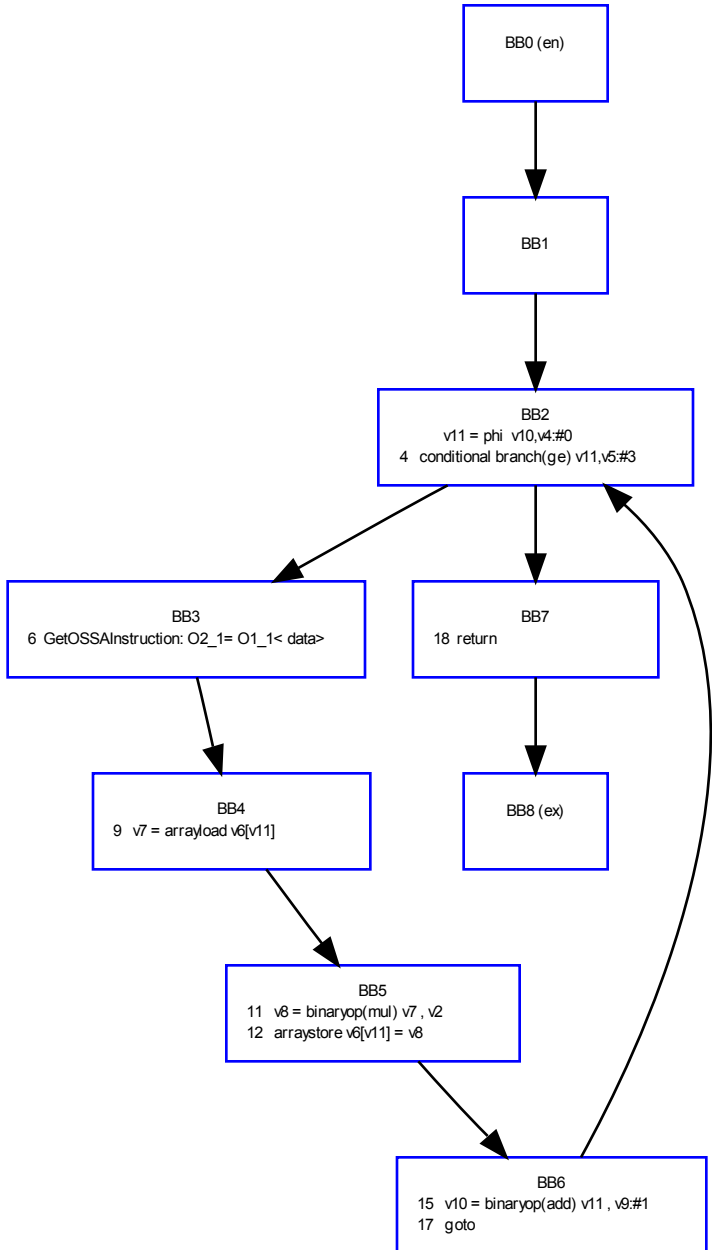 BB0 (en)
BB1
BB2
v11 = phi v10,v4:#0
4 conditional branch(ge) v11,v5:#3
BB3
6 GetOSSAInstruction: O2_1= O1_1< data>
BB7
18 return
BB4
9 v7 = arrayload v6[v11]
BB8 (ex)
BB5
11 v8 = binaryop(mul) v7 , v2
12 arraystore v6[v11] = v8
BB6
15 v10 = binaryop(add) v11 , v9:#1
17 goto